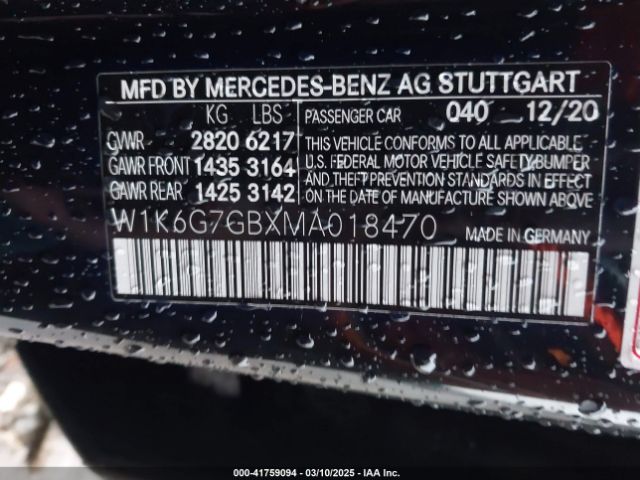 MFD BY MERCEDES-BENZ AG STUTTGART
KG LBS PASSENGER CAR 040 12/20
GVWR 2820 6217
GAWR FRONT 1435 3164
GAWR REAR 1425 3142
THIS VEHICLE CONFORMS TO ALL APPLICABLE
U.S. FEDERAL MOTOR VEHICLE SAFETY/BUMPER
AND THEFT PREVENTION STANDARDS IN EFFECT
ON THE DATE OF MANUFACTURE SHOWN ABOVE.
W1K6G7GBXMA018470 MADE IN GERMANY
000-41759094 - 03/10/2025 - IAA Inc.